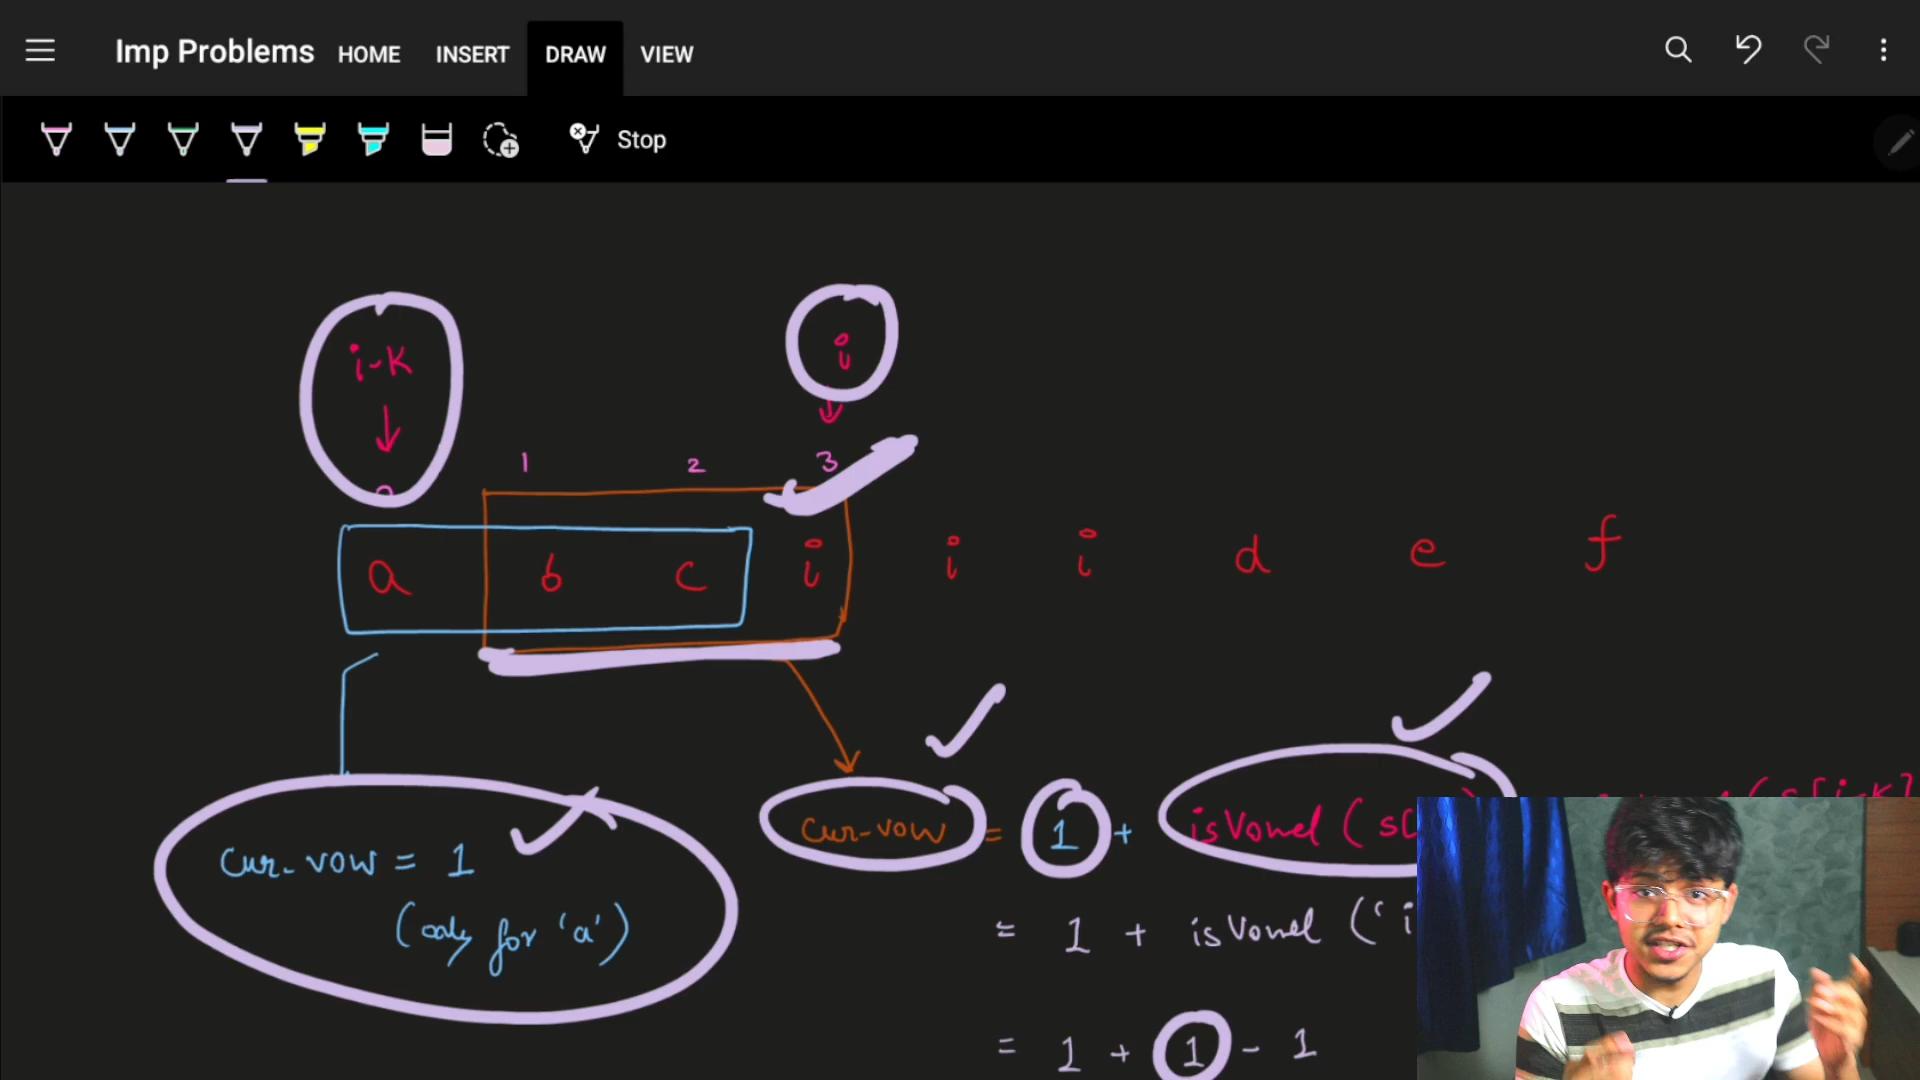 Imp Problems HOME INSERT DRAW VIEW
Stop
i-k i
0 1 2 3
a b c i i i d e f
cur-vow = 1
(only for 'a')
cur-vow = 1 + isVowel (s[
= 1 + isVowel ('i
= 1 + 1 - 1